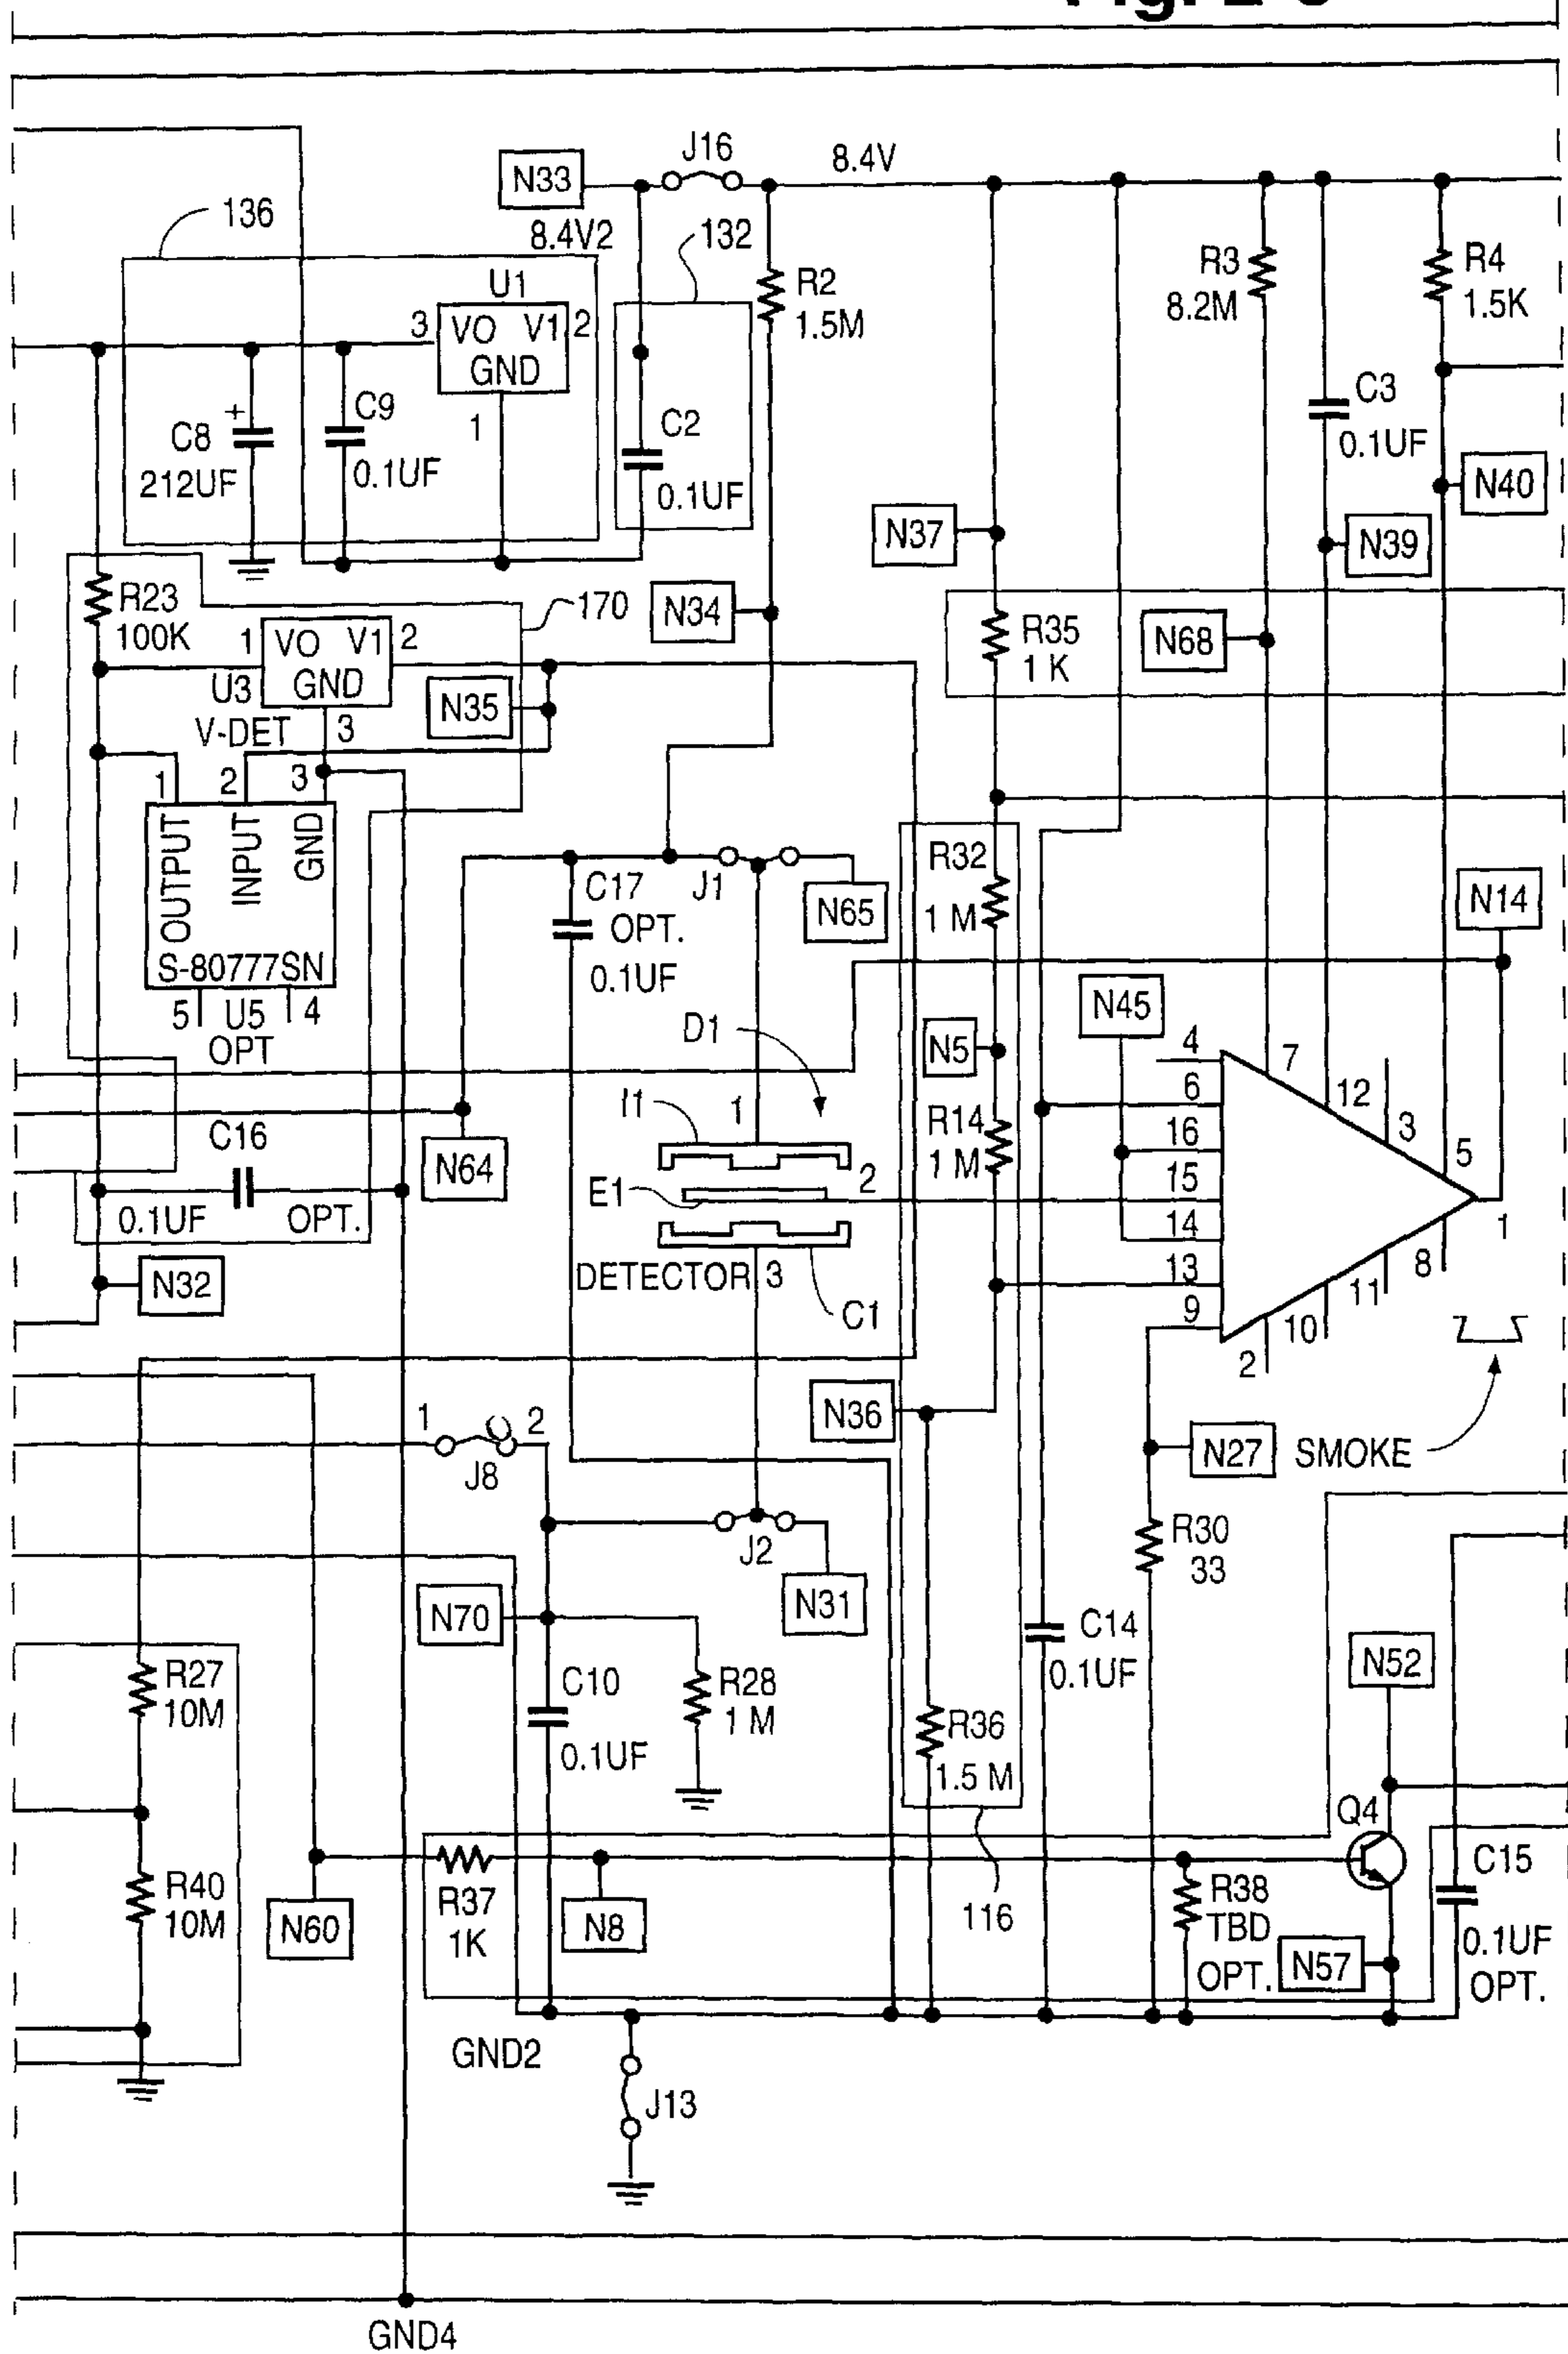 J16
8.4V
N33
136
8.4V2
132
U1
R2
1.5M
R3
8.2M
R4
1.5K
3
VO
V1
2
GND
C3
0.1UF
+
C8
212UF
C9
0.1UF
1
C2
0.1UF
N40
N37
N39
R23
100K
170
N34
R35
1 K
N68
1
VO
V1
2
U3
GND
N35
V-DET
3
1
2
3
OUTPUT
INPUT
GND
S-80777SN
5
U5
4
OPT
C17
OPT.
0.1UF
J1
N65
R32
1 M
N14
D1
N5
N45
4
7
6
12
I1
1
R14
1 M
16
3
C16
N64
2
15
5
E1
0.1UF
OPT.
14
1
N32
DETECTOR
3
13
8
11
C1
9
10
2
N36
1
2
J8
N27
SMOKE
J2
R30
33
N70
N31
C14
0.1UF
N52
R27
10M
C10
0.1UF
R28
1 M
R36
1.5 M
Q4
C15
R40
10M
N60
R37
1K
N8
116
R38
TBD
OPT.
N57
0.1UF
OPT.
GND2
J13
GND4